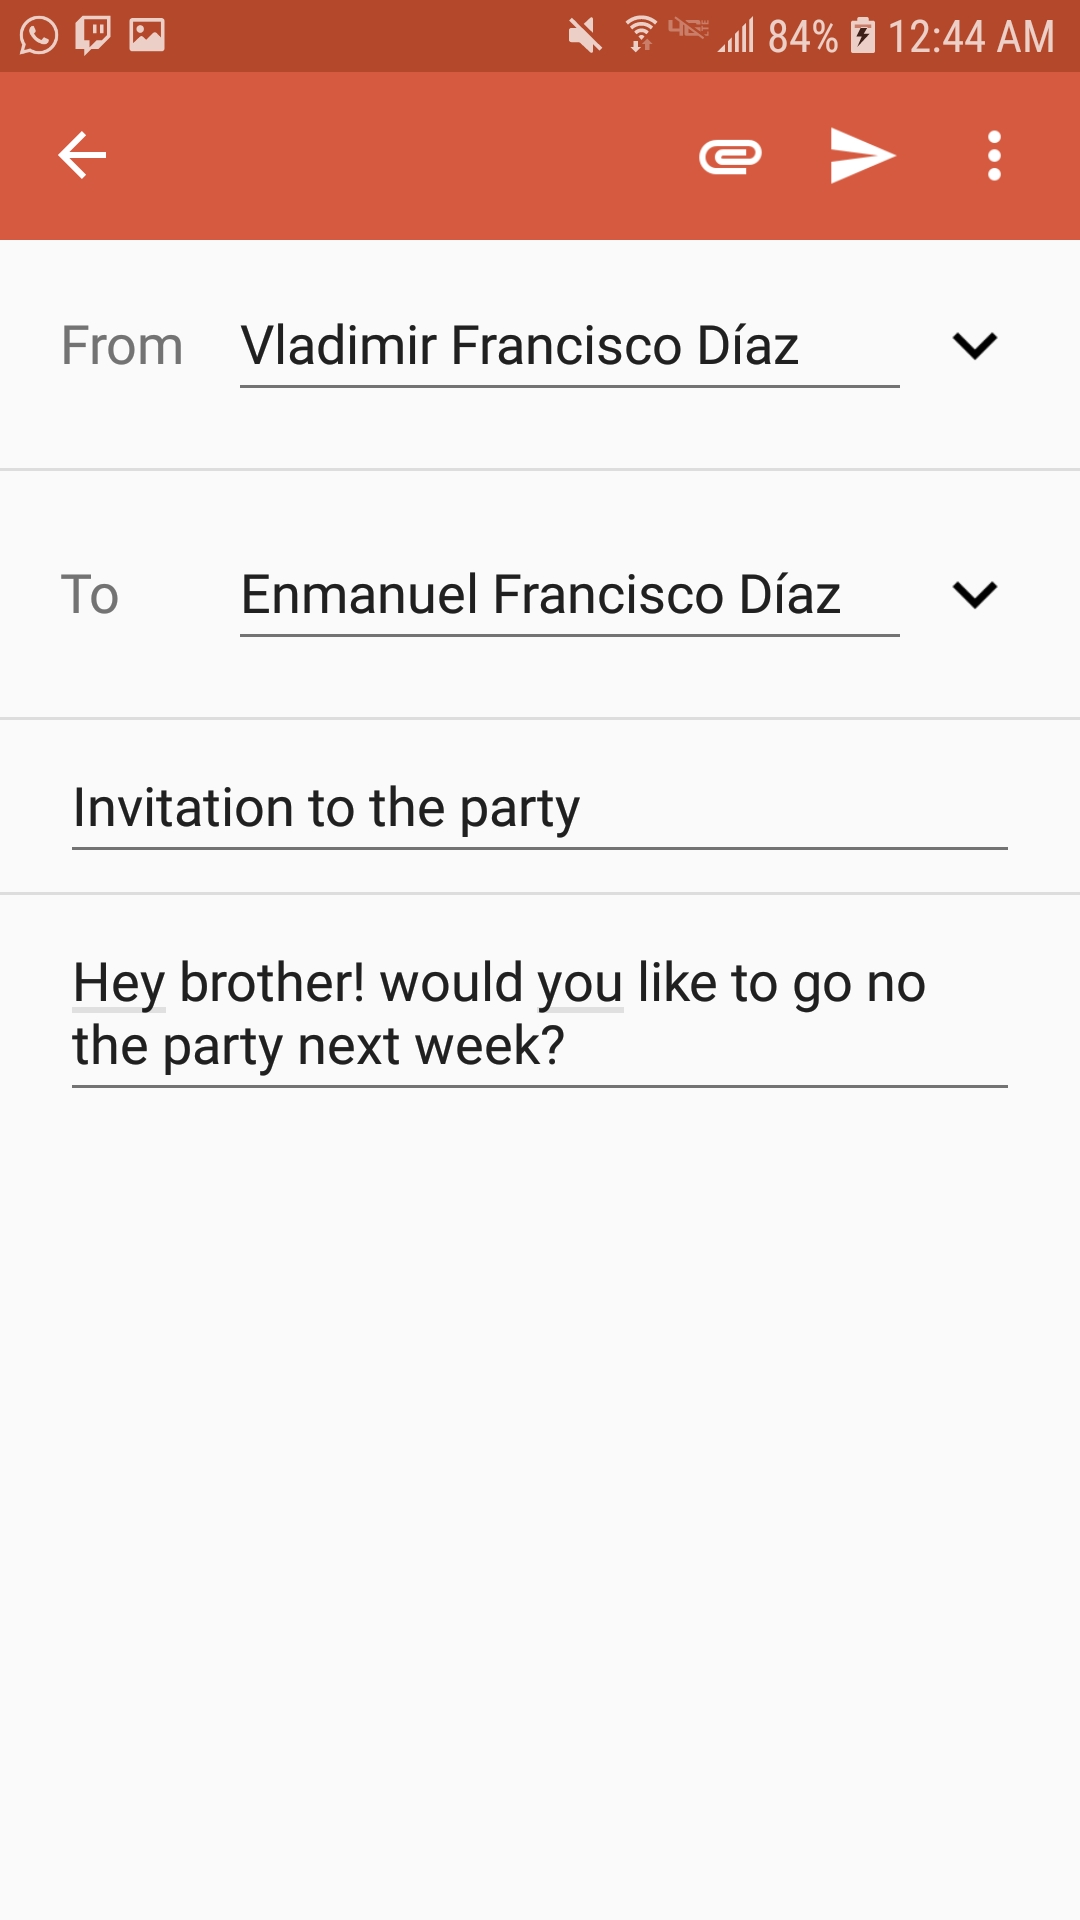 84% 12:44 AM
From Vladimir Francisco Díaz
To Enmanuel Francisco Díaz
Invitation to the party
Hey brother! would you like to go no
the party next week?